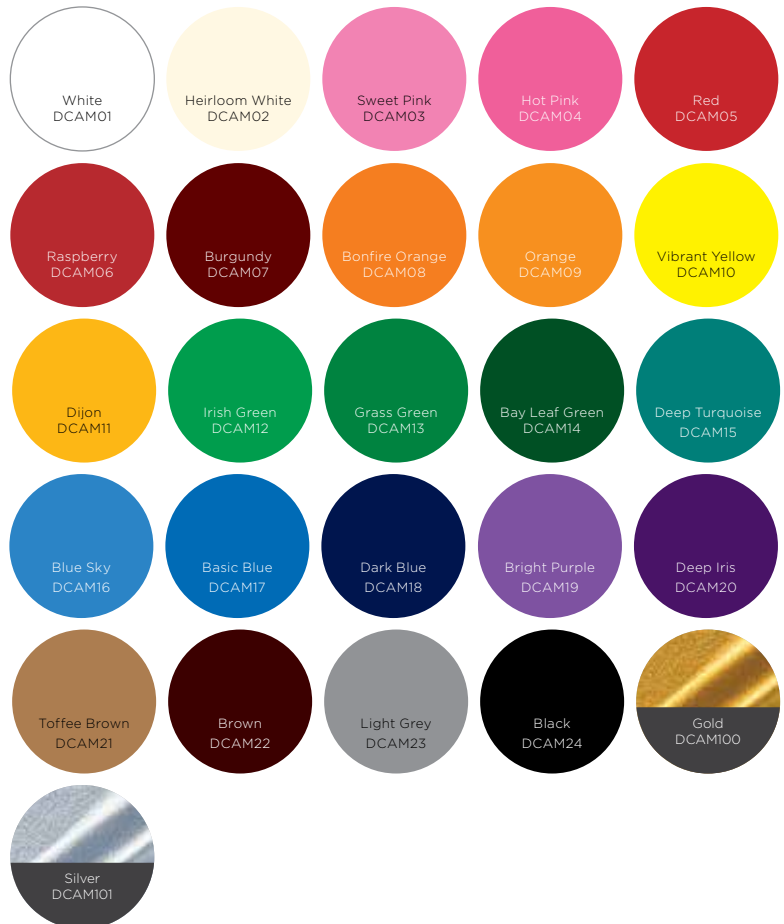 White
DCAM01
Heirloom White
DCAM02
Sweet Pink
DCAM03
Hot Pink
DCAM04
Red
DCAM05
Raspberry
DCAM06
Burgundy
DCAM07
Bonfire Orange
DCAM08
Orange
DCAM09
Vibrant Yellow
DCAM10
Dijon
DCAM11
Irish Green
DCAM12
Grass Green
DCAM13
Bay Leaf Green
DCAM14
Deep Turquoise
DCAM15
Blue Sky
DCAM16
Basic Blue
DCAM17
Dark Blue
DCAM18
Bright Purple
DCAM19
Deep Iris
DCAM20
Toffee Brown
DCAM21
Brown
DCAM22
Light Grey
DCAM23
Black
DCAM24
Gold
DCAM100
Silver
DCAM101